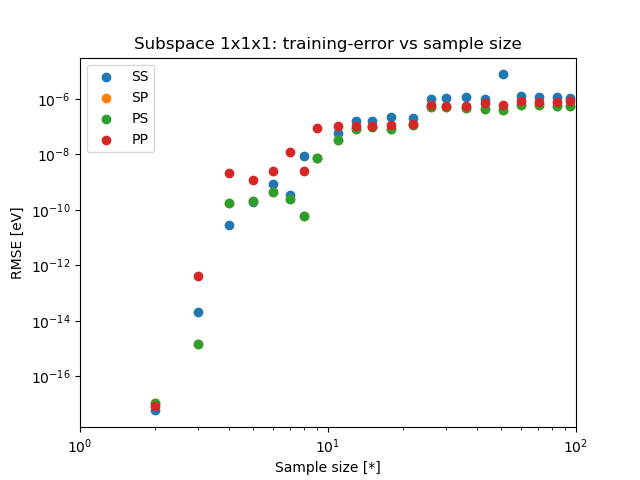 Subspace 1x1x1: training-error vs sample size
SS
SP
PS
PP
RMSE [eV]
10⁻⁶
10⁻⁸
10⁻¹⁰
10⁻¹²
10⁻¹⁴
10⁻¹⁶
10⁰
10¹
10²
Sample size [*]